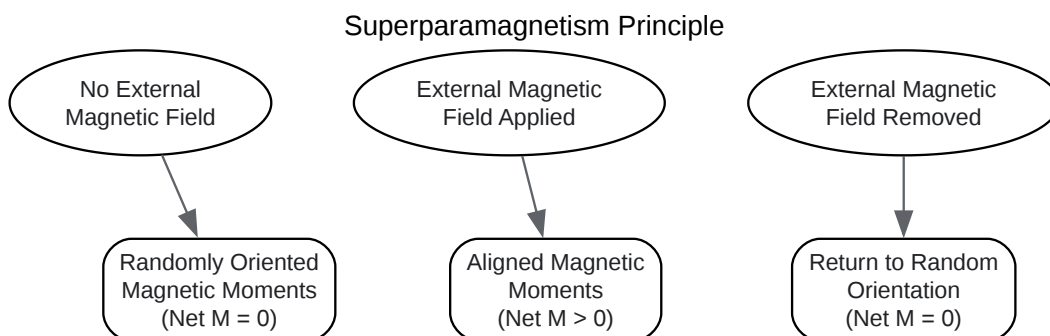 Superparamagnetism Principle
No External
Magnetic Field
External Magnetic
Field Applied
External Magnetic
Field Removed
Randomly Oriented
Magnetic Moments
(Net M = 0)
Aligned Magnetic
Moments
(Net M > 0)
Return to Random
Orientation
(Net M = 0)